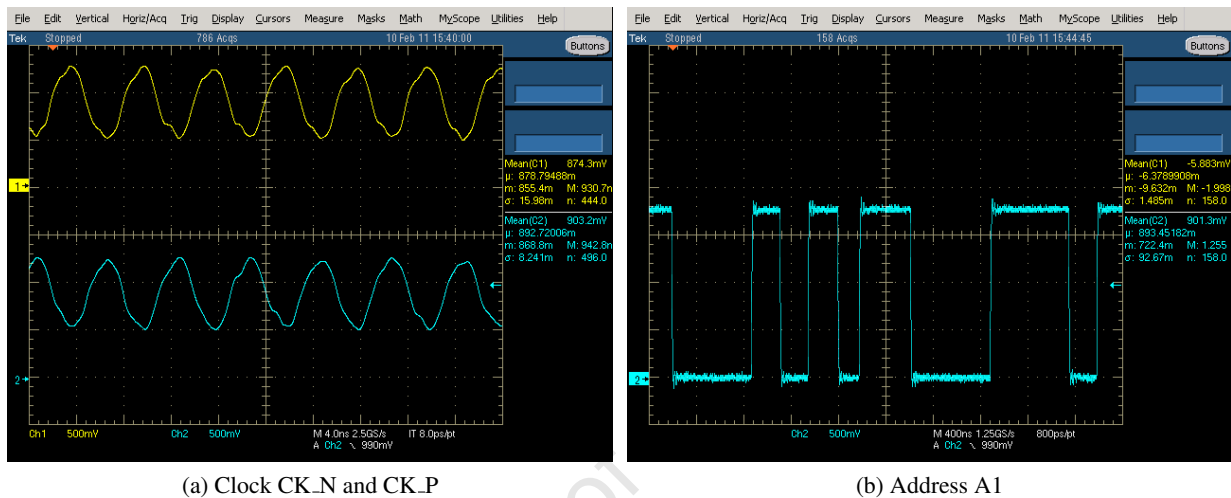 File Edit Vertical Horiz/Acq Trig Display Cursors Measure Masks Math MyScope Utilities Help
Tek Stopped 786 Acqs 10 Feb 11 15:40:00
Buttons
Mean(C1) 874.3mV
µ: 878.79488m
m: 855.4m M: 930.7m
σ: 15.98m n: 444.0
Mean(C2) 903.2mV
µ: 892.72006m
m: 868.8m M: 942.8m
σ: 8.241m n: 496.0
1
2
Ch1 500mV Ch2 500mV M 4.0ns 2.5GS/s IT 8.0ps/pt
A Ch2 \ 990mV
(a) Clock CK_N and CK_P
File Edit Vertical Horiz/Acq Trig Display Cursors Measure Masks Math MyScope Utilities Help
Tek Stopped 158 Acqs 10 Feb 11 15:44:45
Buttons
Mean(C1) -5.883mV
µ: -6.3789908m
m: -9.632m M: -1.998
σ: 1.485m n: 158.0
Mean(C2) 901.3mV
µ: 893.45182m
m: 722.4m M: 1.255
σ: 92.67m n: 158.0
2
Ch2 500mV M 400ns 1.25GS/s 800ps/pt
A Ch2 \ 990mV
(b) Address A1